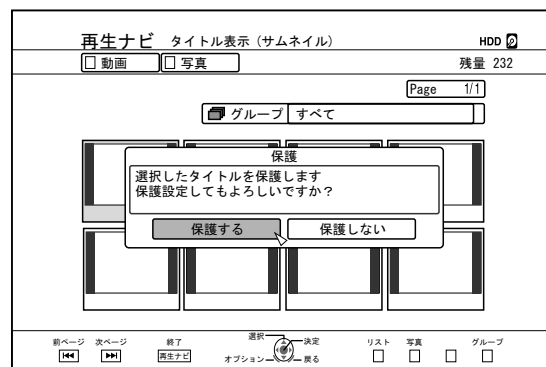 再生ナビ タイトル表示（サムネイル） HDD
動画 写真 残量 232
Page 1/1
グループ すべて
保護
選択したタイトルを保護します
保護設定してもよろしいですか？
保護する 保護しない
前ページ 次ページ 終了 選択 決定 リスト 写真 グループ
再生ナビ オプション 戻る